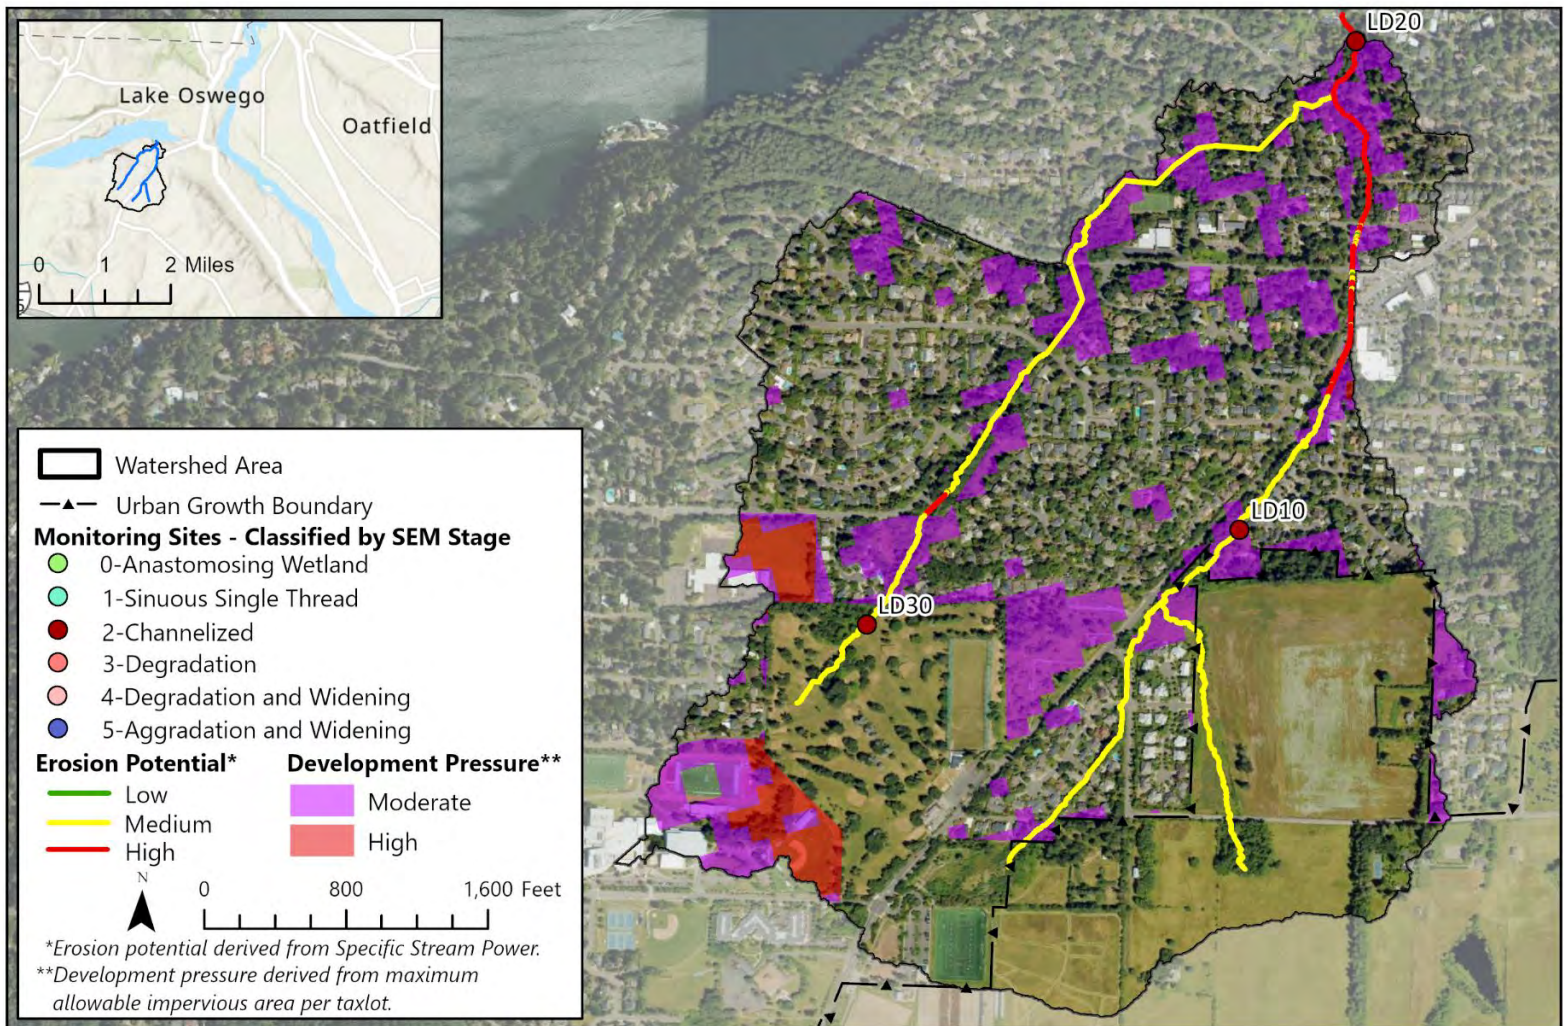 Lake Oswego
Oatfield
0 1 2 Miles
LD20
LD10
LD30
Watershed Area
Urban Growth Boundary
Monitoring Sites - Classified by SEM Stage
0-Anastomosing Wetland
1-Sinuous Single Thread
2-Channelized
3-Degradation
4-Degradation and Widening
5-Aggradation and Widening
Erosion Potential*
Low
Medium
High
Development Pressure**
Moderate
High
N
0 800 1,600 Feet
*Erosion potential derived from Specific Stream Power.
**Development pressure derived from maximum
allowable impervious area per taxlot.